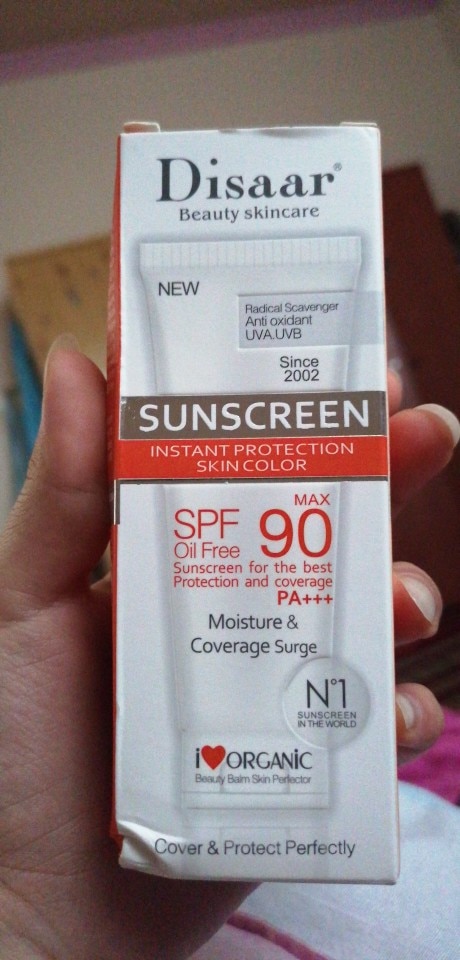 Disaar®
Beauty skincare
NEW
Radical Scavenger
Anti oxidant
UVA.UVB
Since
2002
SUNSCREEN
INSTANT PROTECTION
SKIN COLOR
MAX
SPF 90
Oil Free
Sunscreen for the best
Protection and coverage
PA+++
Moisture &
Coverage Surge
N°1
SUNSCREEN
IN THE WORLD
i♥ORGANiC
Beauty Balm Skin Perfector
Cover & Protect Perfectly